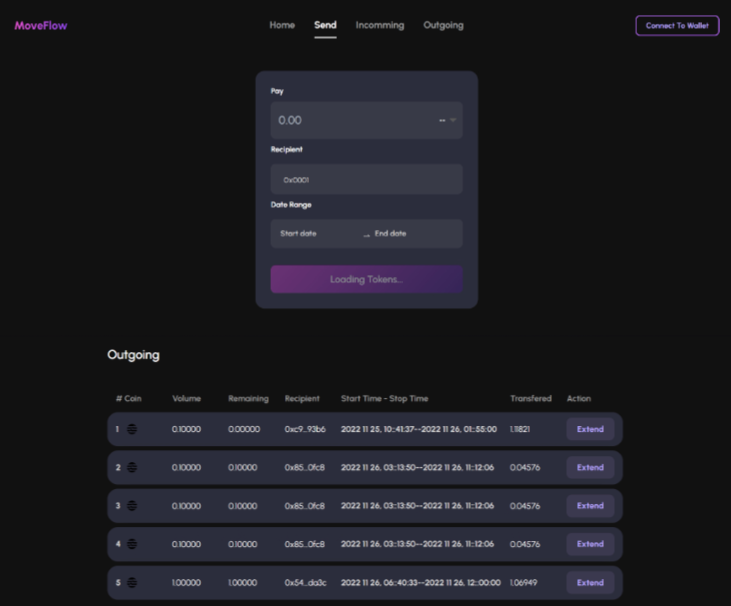 MoveFlow
Home Send Incomming Outgoing Connect To Wallet
Pay
0.00 --
Recipient
0x0001
Date Range
Start date → End date
Loading Tokens...
Outgoing
# Coin Volume Remaining Recipient Start Time - Stop Time Transfered Action
1 0.10000 0.00000 0xc9...93b6 2022 11 25, 10::41:37--2022 11 26, 01::55:00 1.11821 Extend
2 0.10000 0.10000 0x85...0fc8 2022 11 26, 03::13:50--2022 11 26, 11::12:06 0.04576 Extend
3 0.10000 0.10000 0x85...0fc8 2022 11 26, 03::13:50--2022 11 26, 11::12:06 0.04576 Extend
4 0.10000 0.10000 0x85...0fc8 2022 11 26, 03::13:50--2022 11 26, 11::12:06 0.04576 Extend
5 1.00000 1.00000 0x54...da3c 2022 11 26, 06::40:33--2022 11 26, 12::00:00 1.06949 Extend